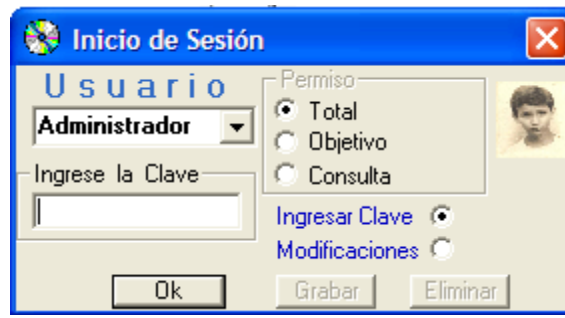 Inicio de Sesión
Usuario
Administrador
Ingrese la Clave
Permiso
Total
Objetivo
Consulta
Ingresar Clave
Modificaciones
Ok
Grabar
Eliminar